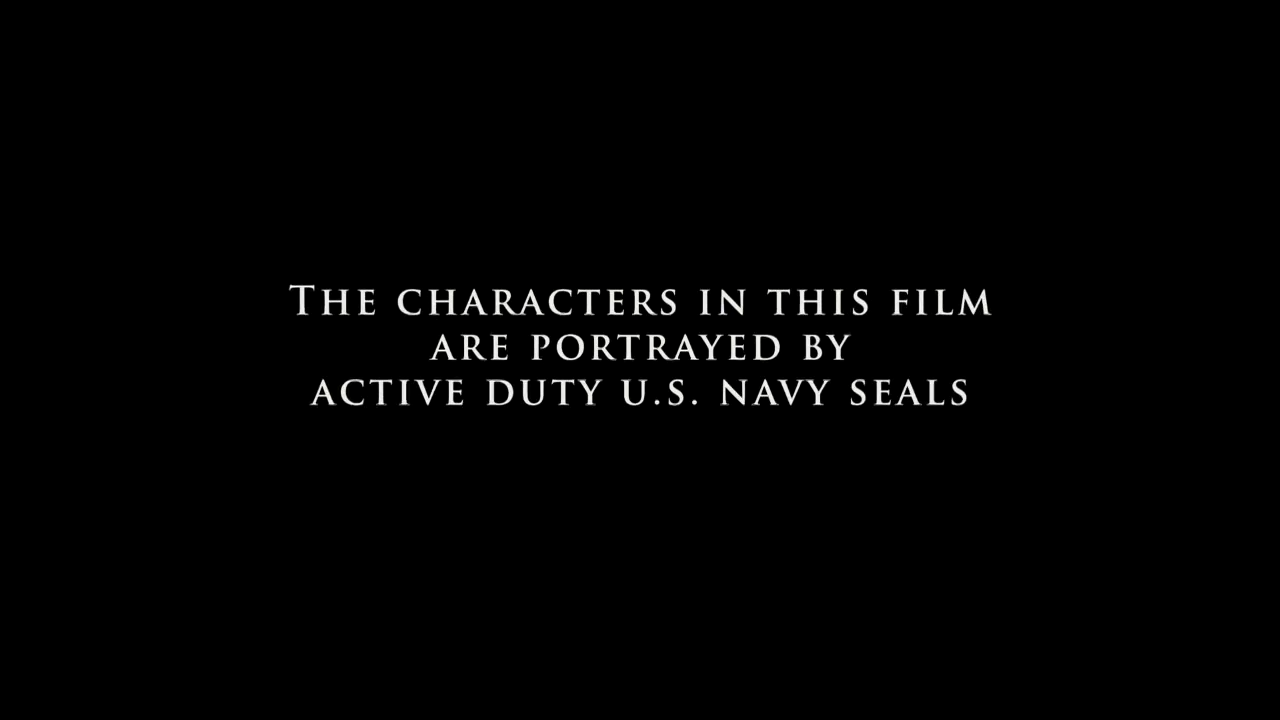 The characters in this film
are portrayed by
active duty U.S. Navy SEALs